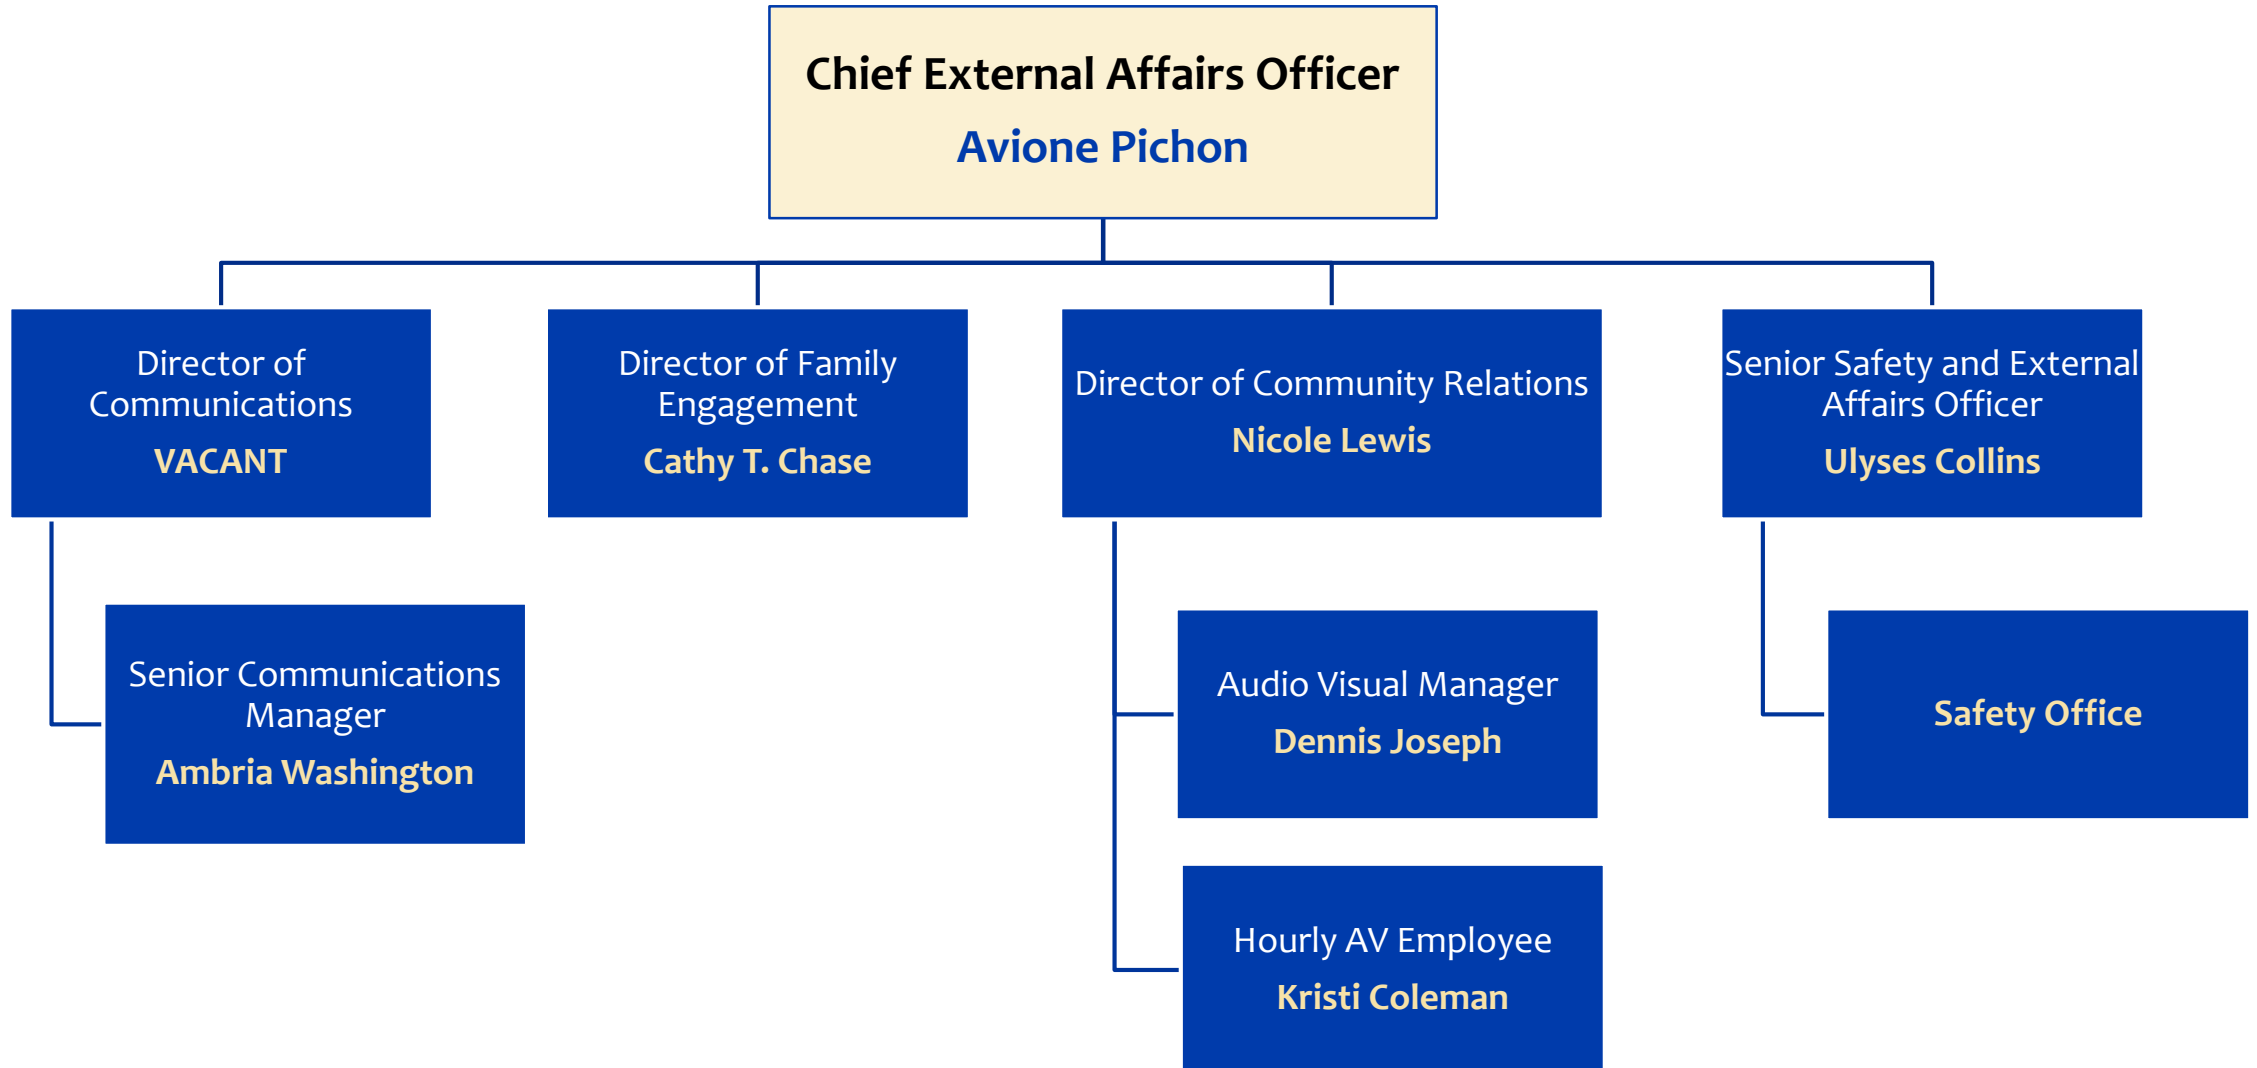 Chief External Affairs Officer
Avione Pichon
Director of
Communications
VACANT
Director of Family
Engagement
Cathy T. Chase
Director of Community Relations
Nicole Lewis
Senior Safety and External
Affairs Officer
Ulyses Collins
Senior Communications
Manager
Ambria Washington
Audio Visual Manager
Dennis Joseph
Safety Office
Hourly AV Employee
Kristi Coleman